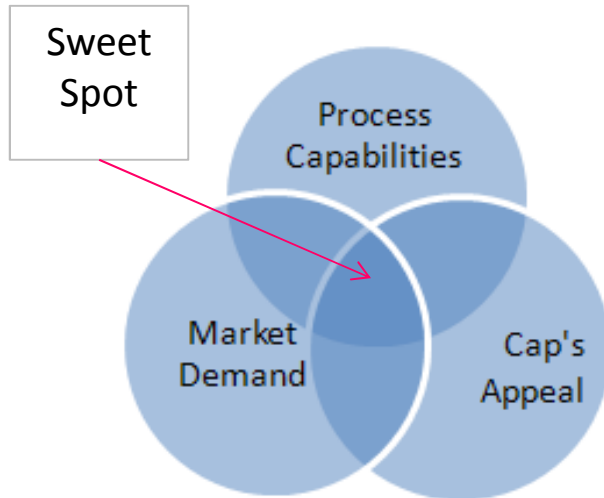 Sweet
Spot
Process
Capabilities
Market
Demand
Cap's
Appeal